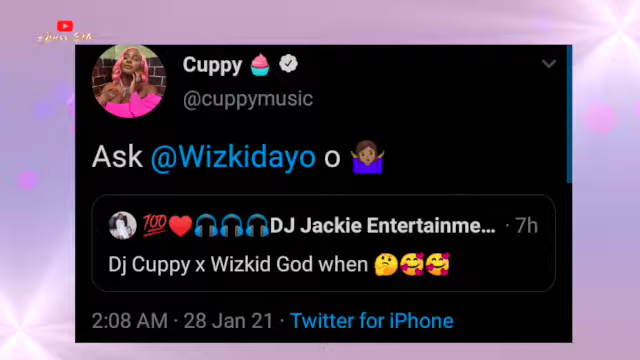 Cuppy 🧁
@cuppymusic
Ask @Wizkidayo o 🤷🏽‍♀️
💯❤️🎧🎧🎧DJ Jackie Entertainme... · 7h
Dj Cuppy x Wizkid God when 🤔🥰🥰
2:08 AM · 28 Jan 21 · Twitter for iPhone